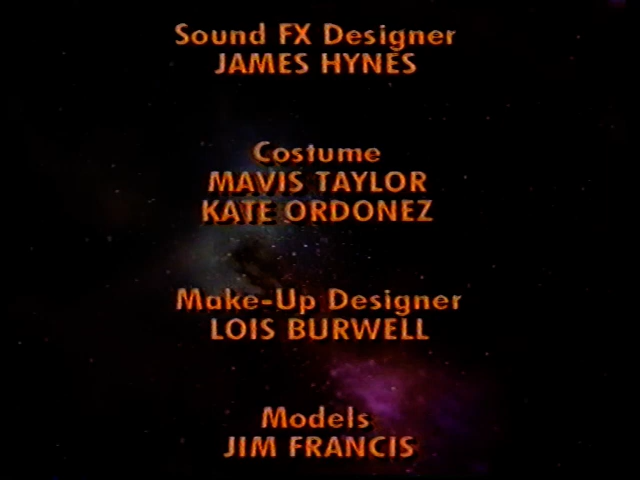 Sound FX Designer
JAMES HYNES
Costume
MAVIS TAYLOR
KATE ORDONEZ
Make-Up Designer
LOIS BURWELL
Models
JIM FRANCIS